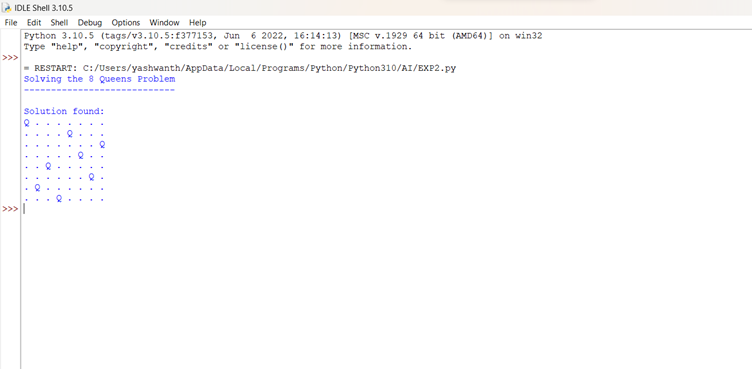 IDLE Shell 3.10.5
File Edit Shell Debug Options Window Help
Python 3.10.5 (tags/v3.10.5:f377153, Jun  6 2022, 16:14:13) [MSC v.1929 64 bit (AMD64)] on win32
Type "help", "copyright", "credits" or "license()" for more information.
>>>
= RESTART: C:/Users/yashwanth/AppData/Local/Programs/Python/Python310/AI/EXP2.py
Solving the 8 Queens Problem
----------------------------
Solution found:
Q . . . . . . .
. . . . Q . . .
. . . . . . . Q
. . . . . Q . .
. . Q . . . . .
. . . . . . Q .
. Q . . . . . .
. . . Q . . . .
>>>